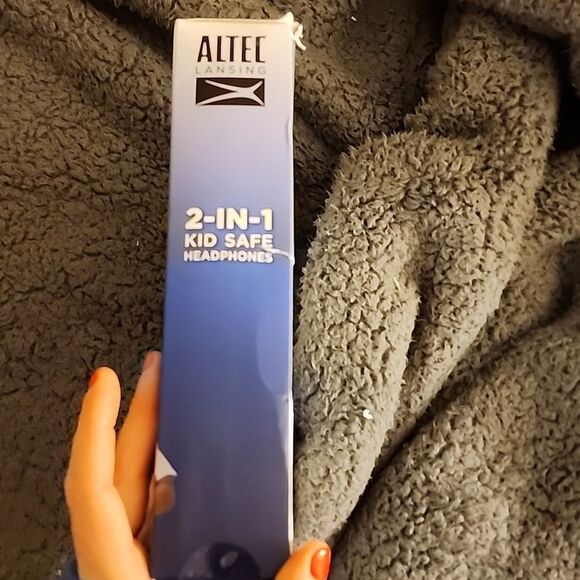 ALTEC
LANSING
2-IN-1
KID SAFE
HEADPHONES